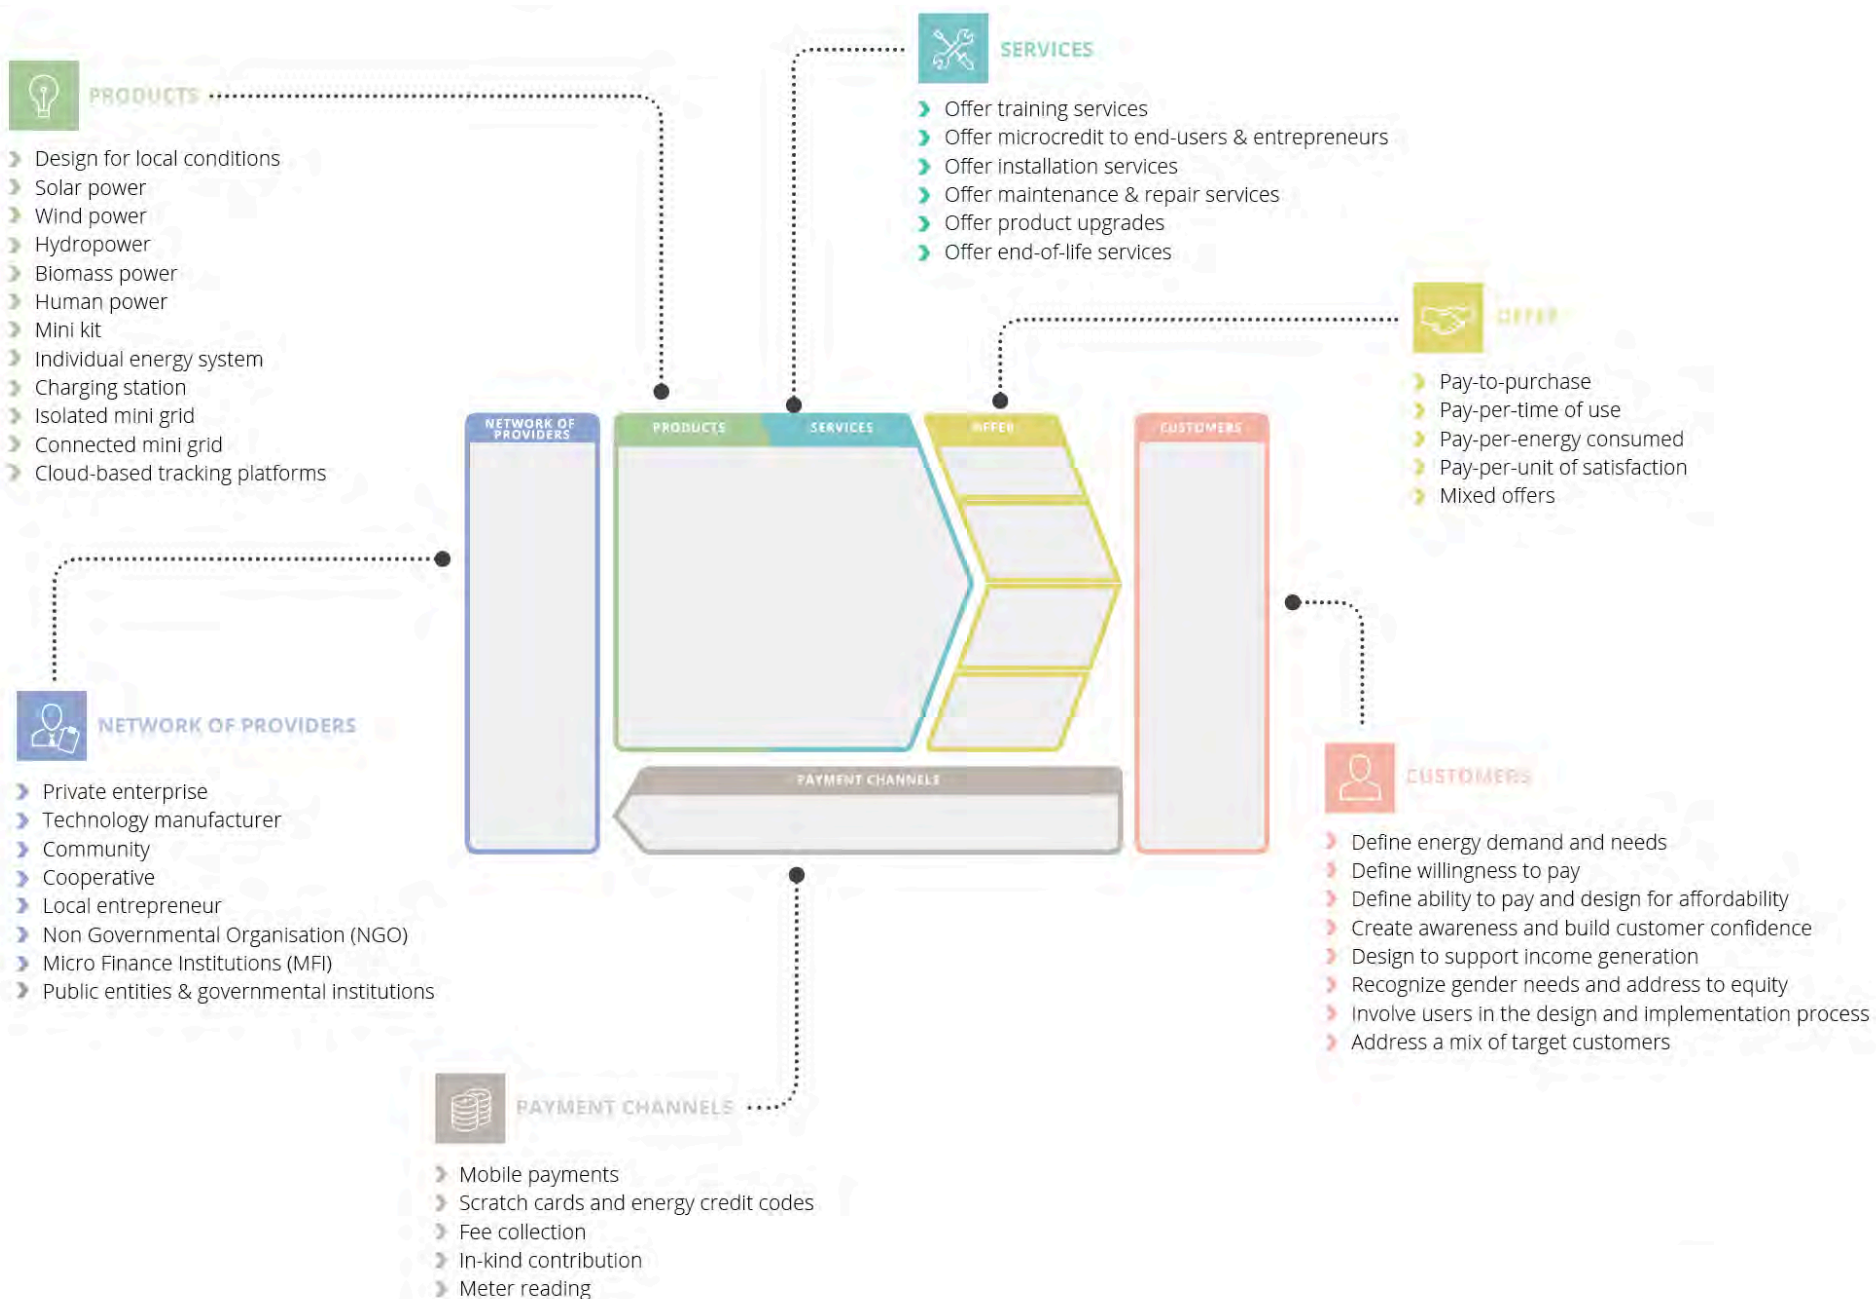 SERVICES
Offer training services
Offer microcredit to end-users & entrepreneurs
Offer installation services
Offer maintenance & repair services
Offer product upgrades
Offer end-of-life services
PRODUCTS
Design for local conditions
Solar power
Wind power
Hydropower
Biomass power
Human power
Mini kit
Individual energy system
Charging station
Isolated mini grid
Connected mini grid
Cloud-based tracking platforms
OFFER
Pay-to-purchase
Pay-per-time of use
Pay-per-energy consumed
Pay-per-unit of satisfaction
Mixed offers
NETWORK OF
PROVIDERS
PRODUCTS
SERVICES
OFFER
CUSTOMERS
PAYMENT CHANNELS
NETWORK OF PROVIDERS
Private enterprise
Technology manufacturer
Community
Cooperative
Local entrepreneur
Non Governmental Organisation (NGO)
Micro Finance Institutions (MFI)
Public entities & governmental institutions
CUSTOMERS
Define energy demand and needs
Define willingness to pay
Define ability to pay and design for affordability
Create awareness and build customer confidence
Design to support income generation
Recognize gender needs and address to equity
Involve users in the design and implementation process
Address a mix of target customers
PAYMENT CHANNELS
Mobile payments
Scratch cards and energy credit codes
Fee collection
In-kind contribution
Meter reading